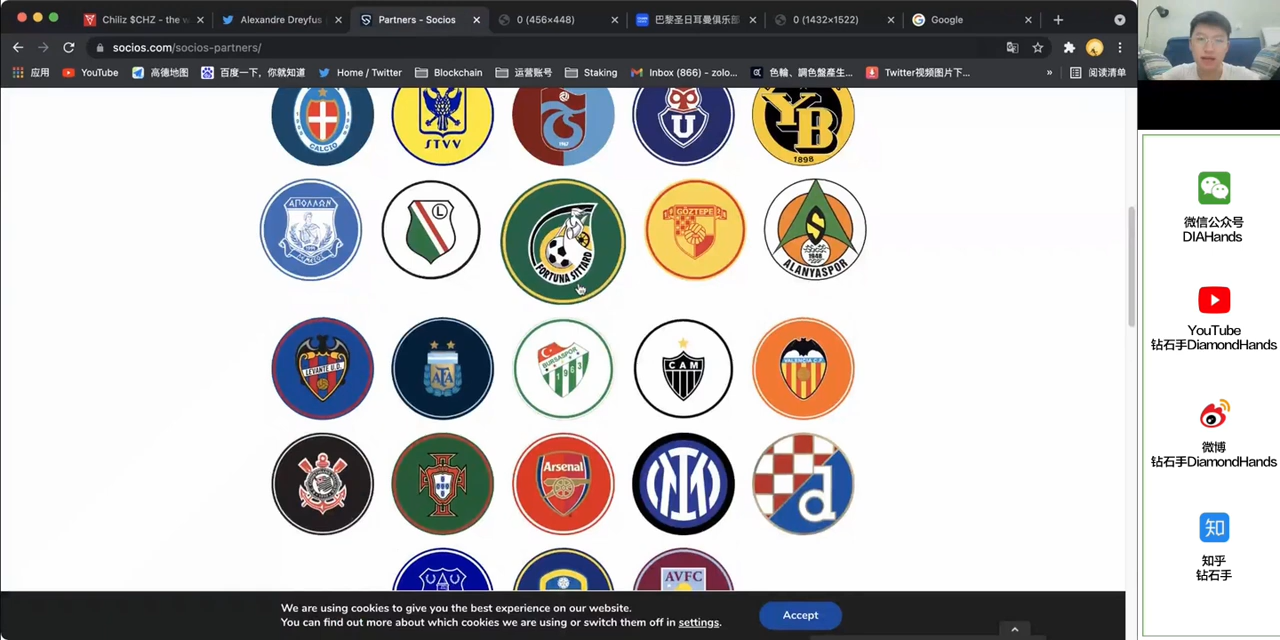 Chiliz $CHZ - the w
Alexandre Dreyfus
Partners - Socios
0 (456×448)
巴黎圣日耳曼俱乐部
0 (1432×1522)
Google
socios.com/socios-partners/
应用
YouTube
高德地图
百度一下，你就知道
Home / Twitter
Blockchain
运营账号
Staking
Inbox (866) - zolo...
色輪、調色盤產生...
Twitter视频图片下...
»
阅读清单
CALCIO
STVV
1967
U
YB
1898
ΑΠΟΛΛΩΝ
L
FORTUNA SITTARD
GÖZTEPE
S
1948
ALANYASPOR
LEVANTE U.D.
AFA
BURSASPOR
1963
CAM
VALENCIA C.F.
Arsenal
d
AVFC
We are using cookies to give you the best experience on our website.
You can find out more about which cookies we are using or switch them off in settings.
Accept
微信公众号
DIAHands
YouTube
钻石手DiamondHands
微博
钻石手DiamondHands
知
知乎
钻石手